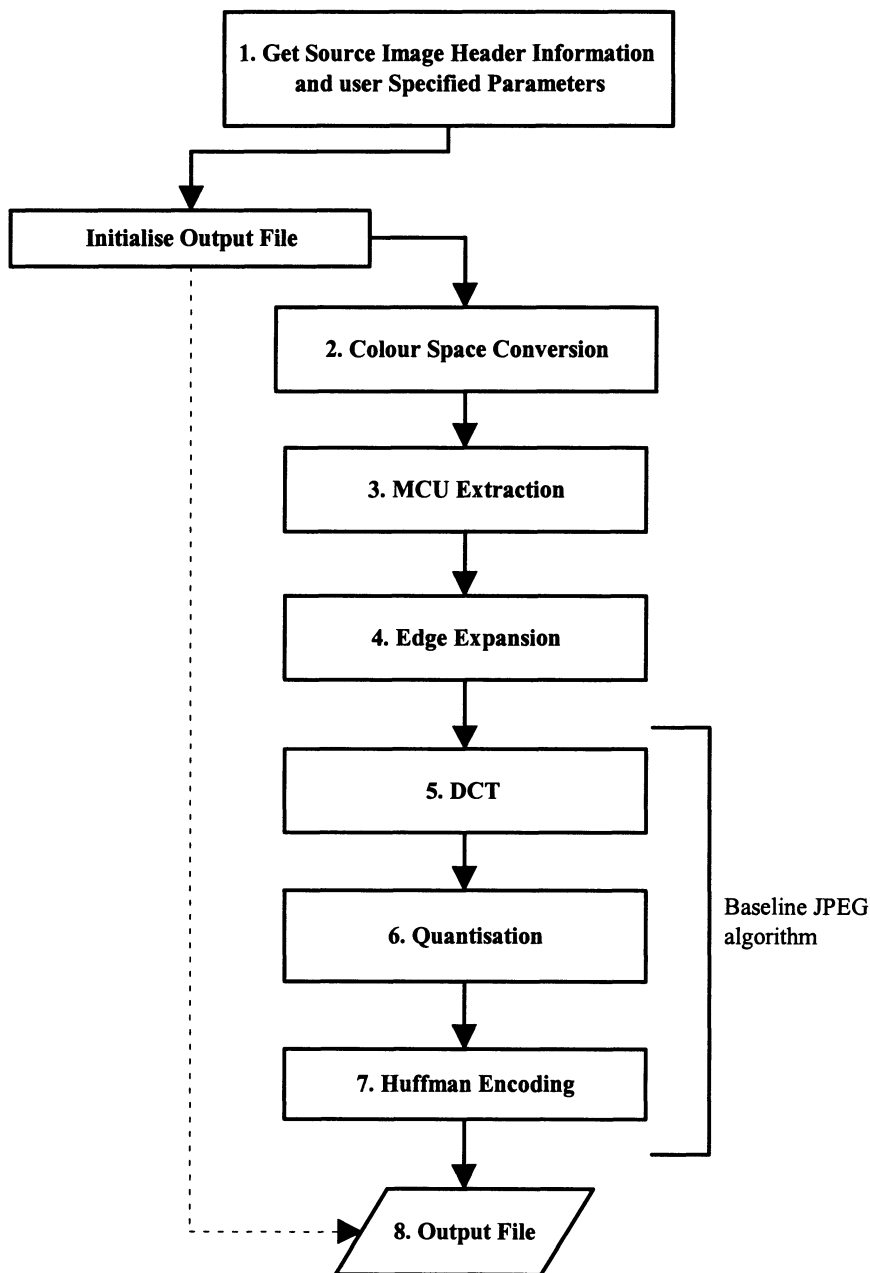 1. Get Source Image Header Information
and user Specified Parameters
Initialise Output File
2. Colour Space Conversion
3. MCU Extraction
4. Edge Expansion
5. DCT
6. Quantisation
Baseline JPEG
algorithm
7. Huffman Encoding
8. Output File